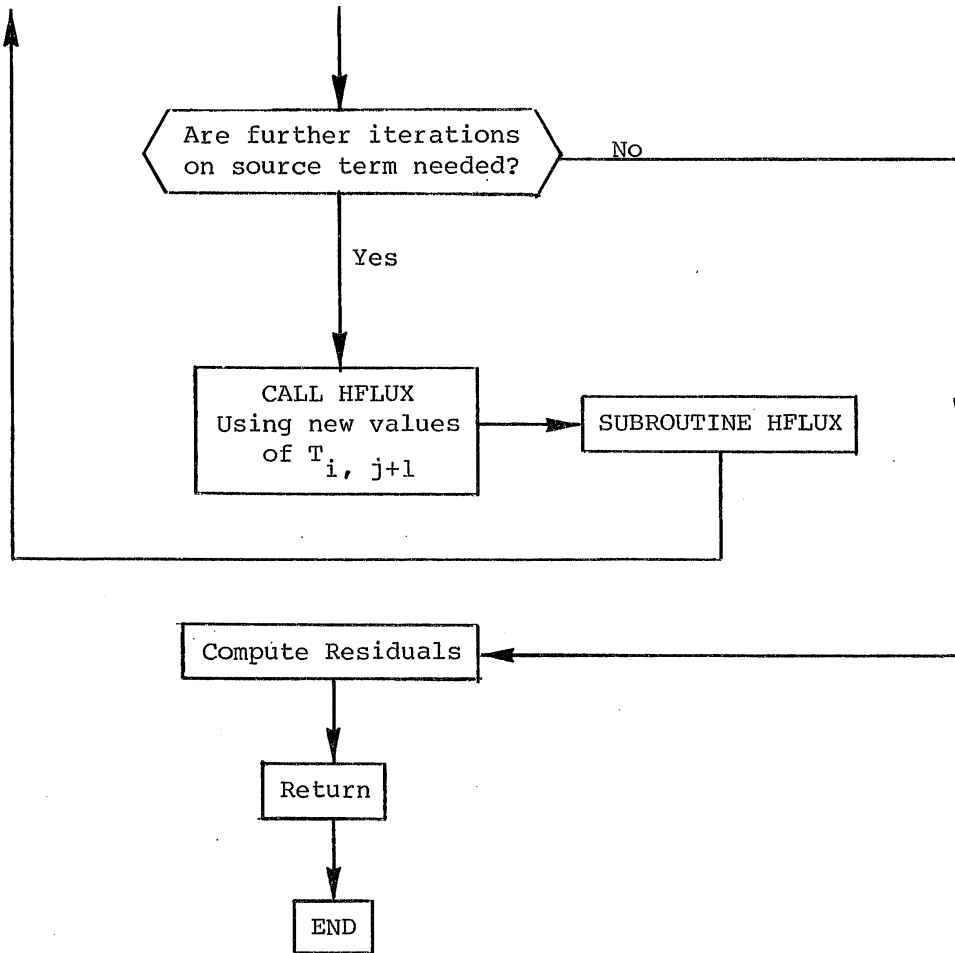 Are further iterations
on source term needed?
No
Yes
CALL HFLUX
Using new values
of T i, j+1
SUBROUTINE HFLUX
Compute Residuals
Return
END